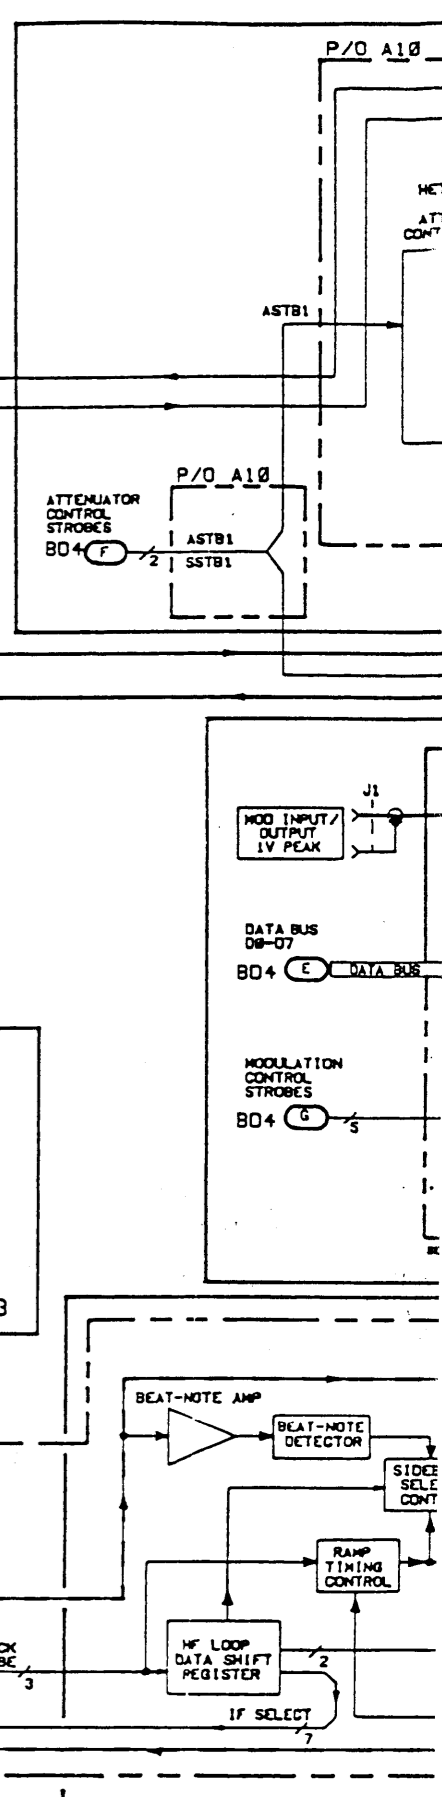 P/O A10
ASTB1
P/O A10
ATTENUATOR
CONTROL
STROBES
BD4 F
2
ASTB1
SSTB1
J1
MOD INPUT/
OUTPUT
1V PEAK
DATA BUS
D0-D7
BD4 E DATA BUS
MODULATION
CONTROL
STROBES
BD4 G
5
BEAT-NOTE AMP
BEAT-NOTE
DETECTOR
RAMP
TIMING
CONTROL
HF LOOP
DATA SHIFT
REGISTER
2
3
IF SELECT
7